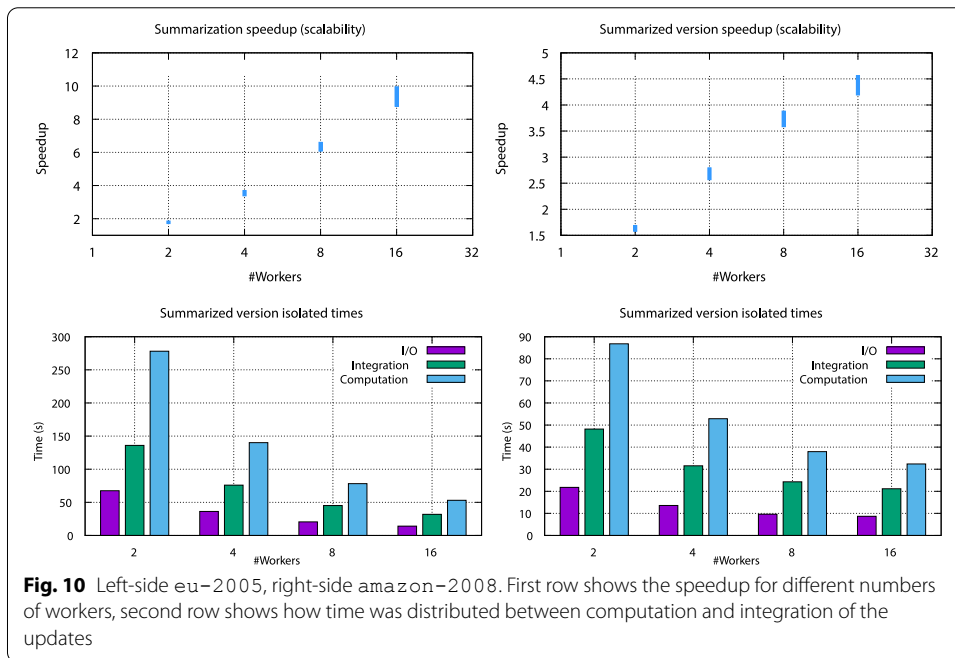 Summarization speedup (scalability)
12
10
8
6
4
2
Speedup
1 2 4 8 16 32
#Workers
Summarized version speedup (scalability)
5
4.5
4
3.5
3
2.5
2
1.5
Speedup
1 2 4 8 16 32
#Workers
Summarized version isolated times
300
250
200
150
100
50
0
Time (s)
I/O
Integration
Computation
2 4 8 16
#Workers
Summarized version isolated times
90
80
70
60
50
40
30
20
10
0
Time (s)
I/O
Integration
Computation
2 4 8 16
#Workers
Fig. 10 Left-side eu-2005, right-side amazon-2008. First row shows the speedup for different numbers
of workers, second row shows how time was distributed between computation and integration of the
updates